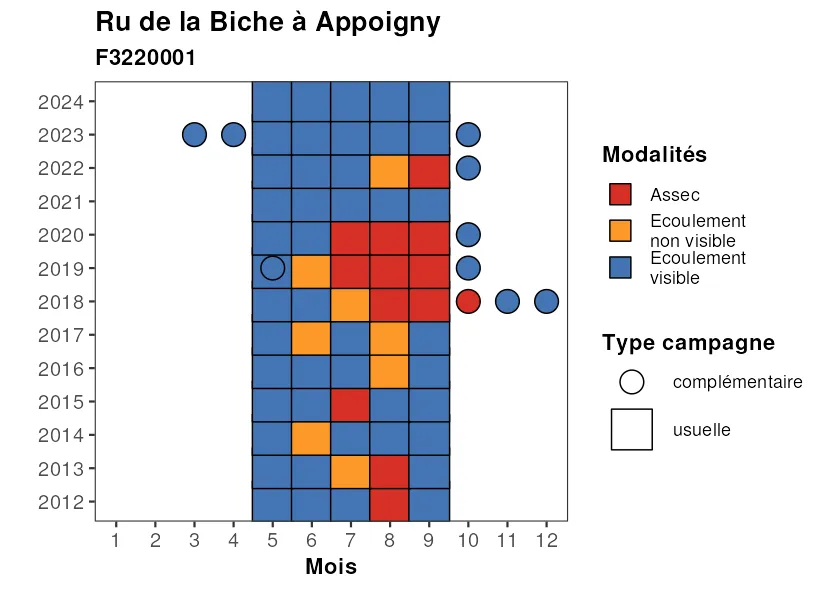 Ru de la Biche à Appoigny
F3220001
2024
2023
2022
2021
2020
2019
2018
2017
2016
2015
2014
2013
2012
1 2 3 4 5 6 7 8 9 10 11 12
Mois
Modalités
Assec
Ecoulement
non visible
Ecoulement
visible
Type campagne
complémentaire
usuelle